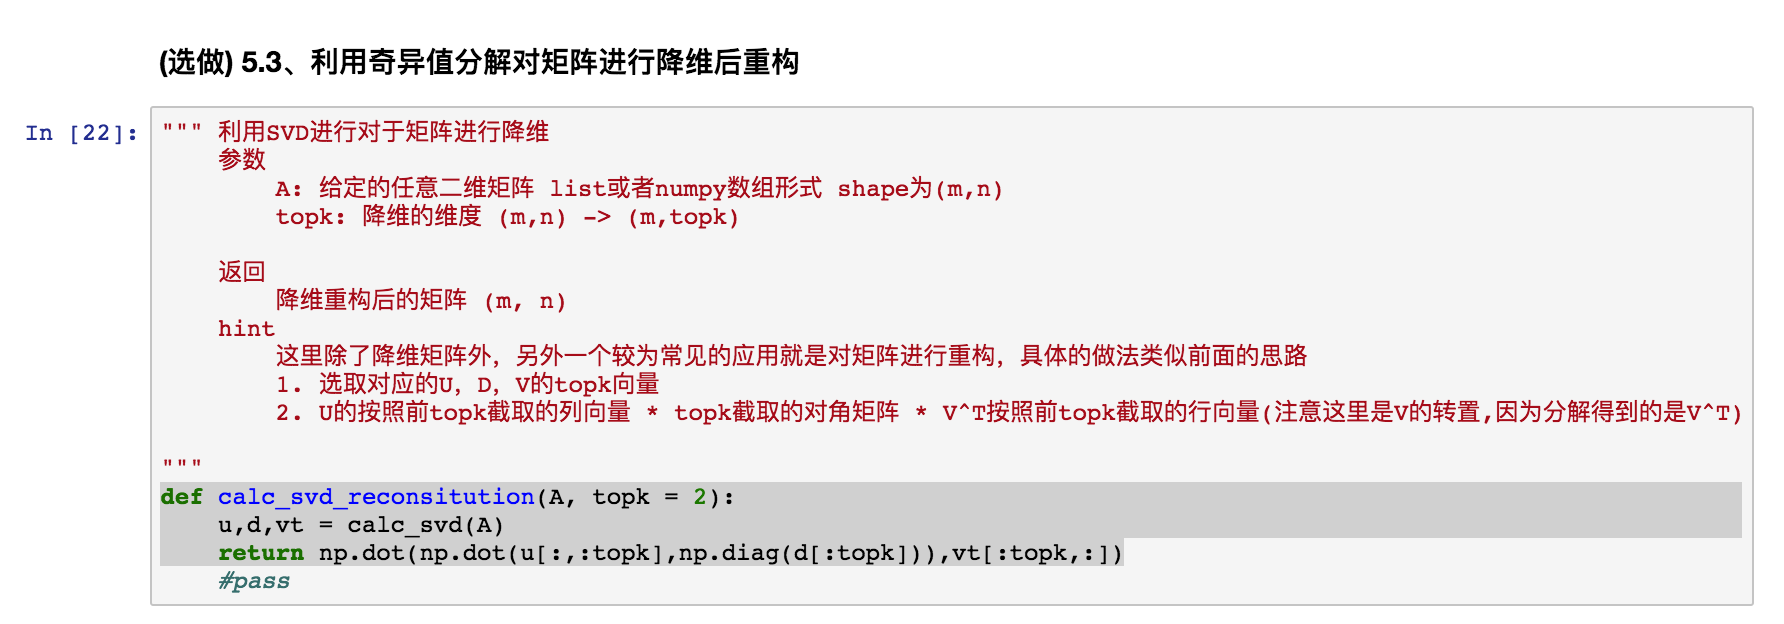 (选做) 5.3、利用奇异值分解对矩阵进行降维后重构
In [22]:
""" 利用SVD进行对于矩阵进行降维
参数
A: 给定的任意二维矩阵 list或者numpy数组形式 shape为(m,n)
topk: 降维的维度 (m,n) -> (m,topk)
返回
降维重构后的矩阵 (m, n)
hint
这里除了降维矩阵外，另外一个较为常见的应用就是对矩阵进行重构，具体的做法类似前面的思路
1. 选取对应的U，D，V的topk向量
2. U的按照前topk截取的列向量 * topk截取的对角矩阵 * V^T按照前topk截取的行向量(注意这里是V的转置,因为分解得到的是V^T)
"""
def calc_svd_reconsitution(A, topk = 2):
u,d,vt = calc_svd(A)
return np.dot(np.dot(u[:,:topk],np.diag(d[:topk])),vt[:topk,:])
#pass